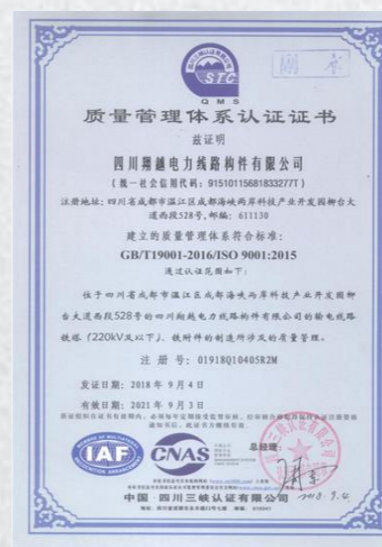 STC
QMS
副本
质量管理体系认证证书
兹证明
四川翔越电力线路构件有限公司
(统一社会信用代码：91510115681833277T)
注册地址：四川省成都市温江区成都海峡两岸科技产业开发园柳台大
道西段528号,邮编：611130
建立的质量管理体系符合标准：
GB/T19001-2016/ISO 9001:2015
通过认证范围如下：
位于四川省成都市温江区成都海峡两岸科技产业开发园柳
台大道西段528号的四川翔越电力线路构件有限公司的输电线路
铁塔（220kV及以下）、铁附件的制造所涉及的质量管理。
注 册 号：01918Q10405R2M
发证日期：2018 年 9 月 4 日
有效日期：2021 年 9 月 3 日
IAF
CNAS
总经理：
2018.9.4
中国·四川三峡认证有限公司